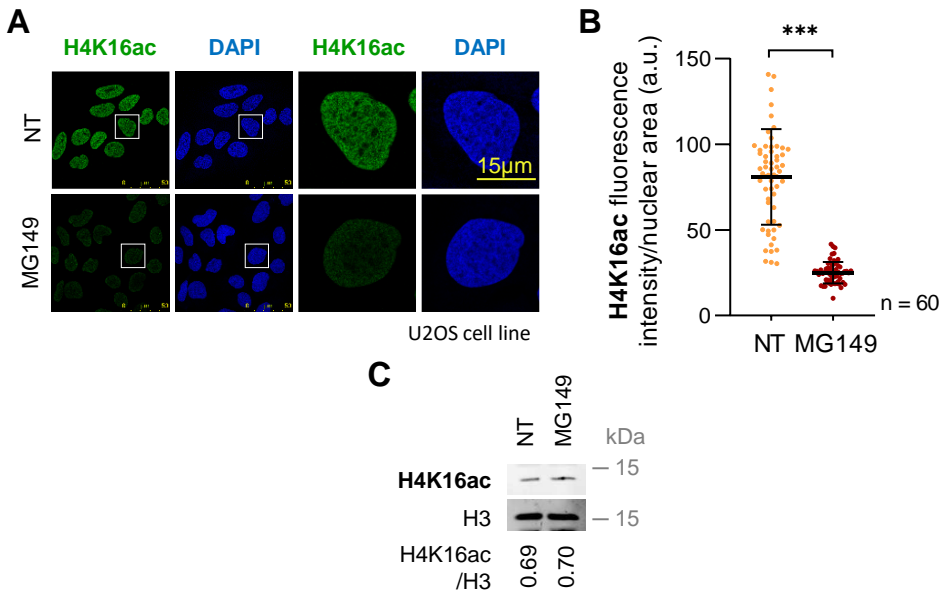 A
H4K16ac DAPI H4K16ac DAPI
NT
15μm
MG149
U2OS cell line
B
***
H4K16ac fluorescence
intensity/nuclear area (a.u.)
150
100
50
0
NT MG149
n = 60
C
NT MG149 kDa
H4K16ac
15
H3
15
H4K16ac
/H3
0.69 0.70